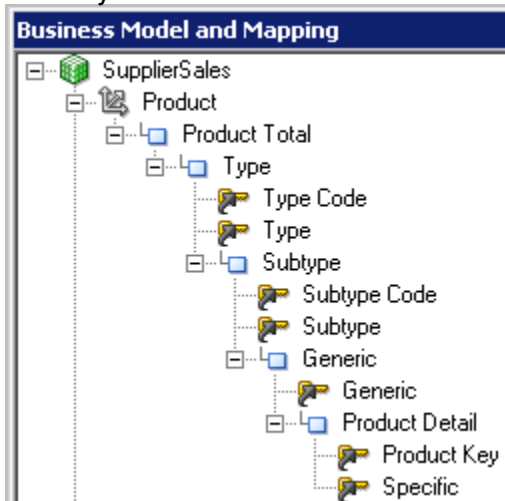 Business Model and Mapping
SupplierSales
Product
Product Total
Type
Type Code
Type
Subtype
Subtype Code
Subtype
Generic
Generic
Product Detail
Product Key
Specific